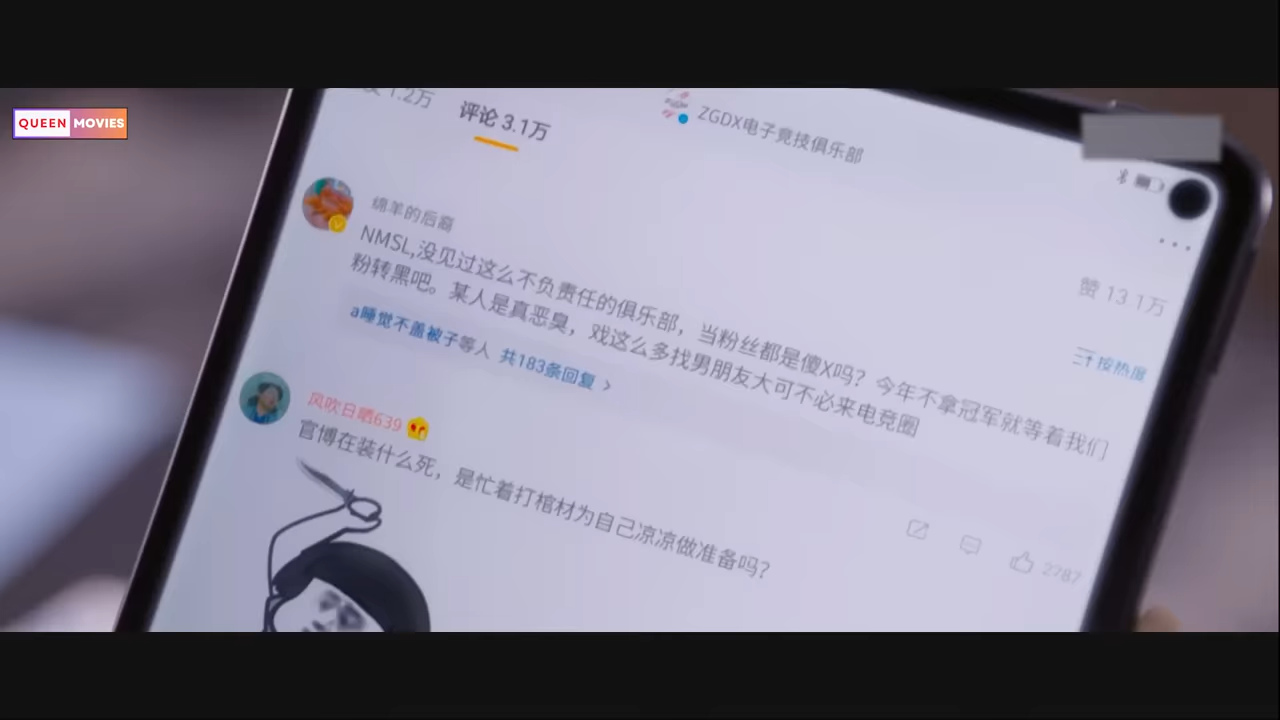 QUEEN MOVIES
1.2万
评论 3.1万
ZGDX电子竞技俱乐部
赞 13 1万
按热度
绵羊的后裔
NMSL,没见过这么不负责任的俱乐部，当粉丝都是傻X吗？今年不拿冠军就等着我们
粉转黑吧。某人是真恶臭，戏这么多找男朋友大可不必来电竞圈
a睡觉不盖被子等人 共183条回复 >
2787
风吹日晒639
官博在装什么死，是忙着打棺材为自己凉凉做准备吗？